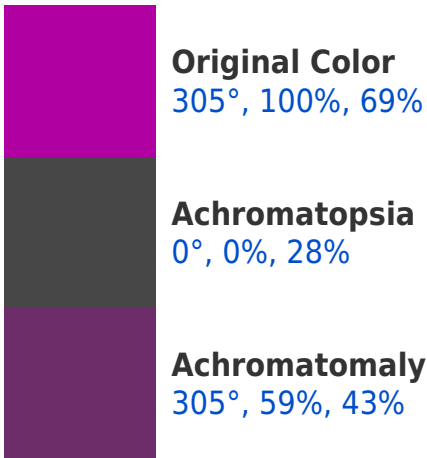 Original Color
305°, 100%, 69%
Achromatopsia
0°, 0%, 28%
Achromatomaly
305°, 59%, 43%